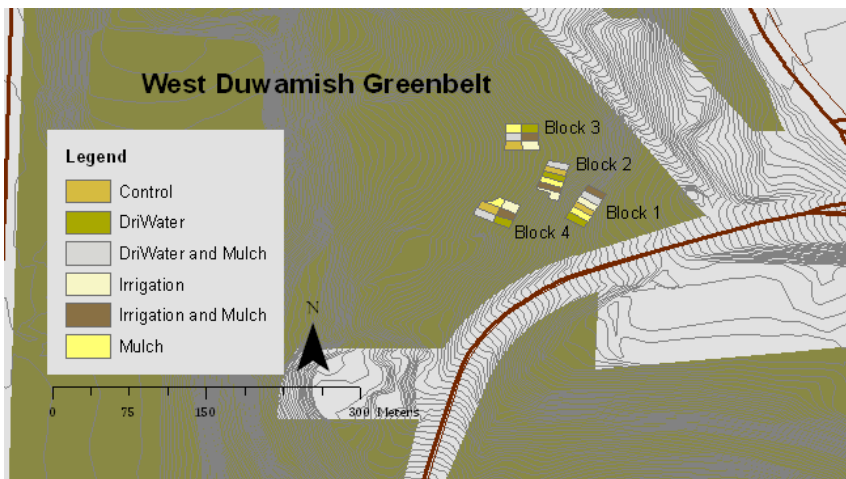 West Duwamish Greenbelt
Block 3
Block 2
Block 1
Block 4
Legend
Control
DriWater
DriWater and Mulch
Irrigation
Irrigation and Mulch
Mulch
N
0 75 150 300 Meters